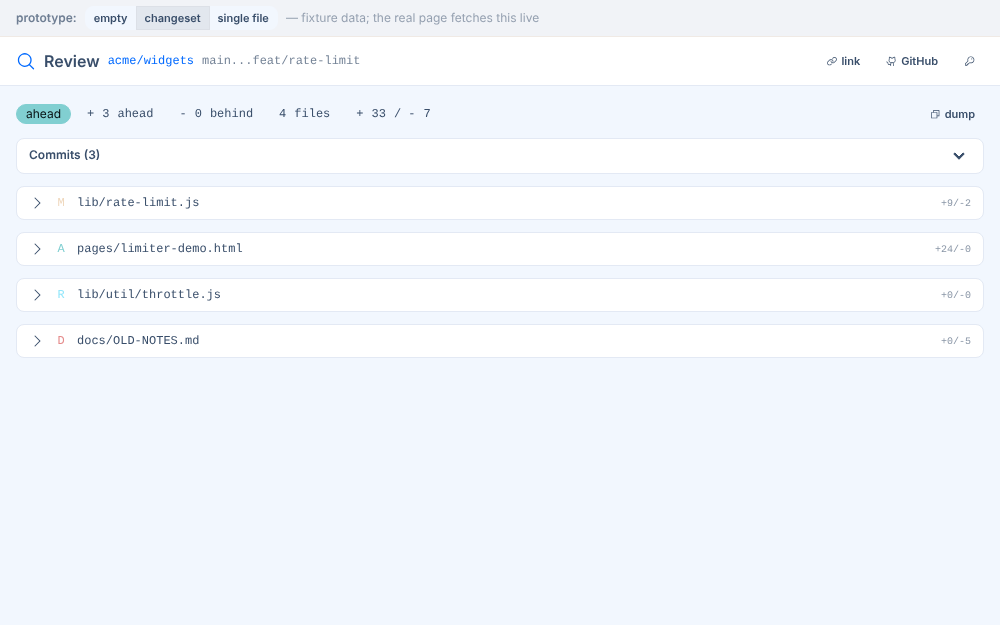 prototype: empty changeset single file — fixture data; the real page fetches this live
Review acme/widgets main...feat/rate-limit link GitHub
ahead + 3 ahead - 0 behind 4 files + 33 / - 7 dump
Commits (3)
M lib/rate-limit.js +9/-2
A pages/limiter-demo.html +24/-0
R lib/util/throttle.js +0/-0
D docs/OLD-NOTES.md +0/-5